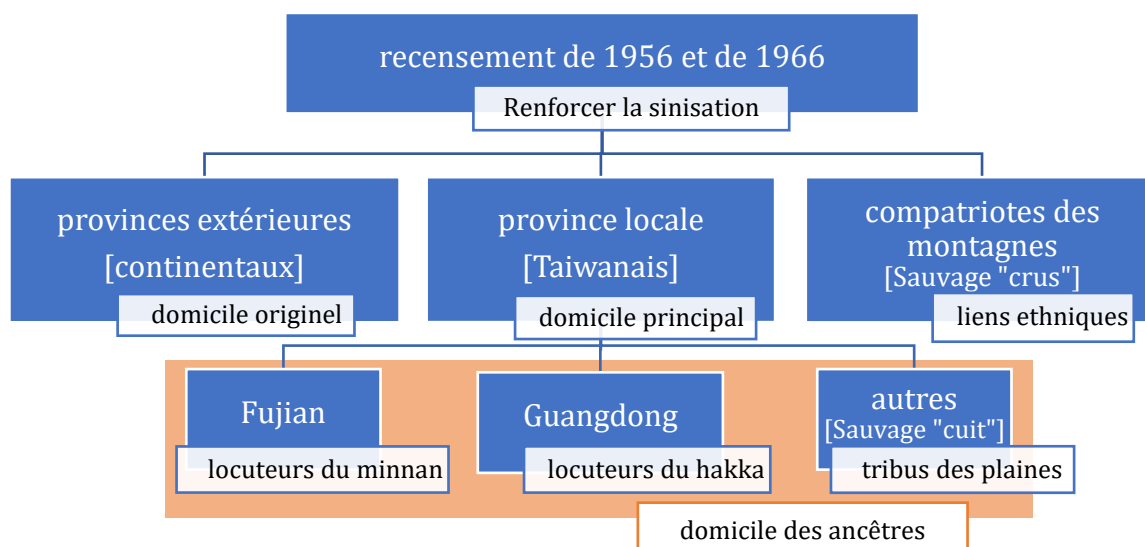 recensement de 1956 et de 1966
Renforcer la sinisation
provinces extérieures
[continentaux]
domicile originel
province locale
[Taiwanais]
domicile principal
compatriotes des
montagnes
[Sauvage "crus"]
liens ethniques
Fujian
locuteurs du minnan
Guangdong
locuteurs du hakka
autres
[Sauvage "cuit"]
tribus des plaines
domicile des ancêtres